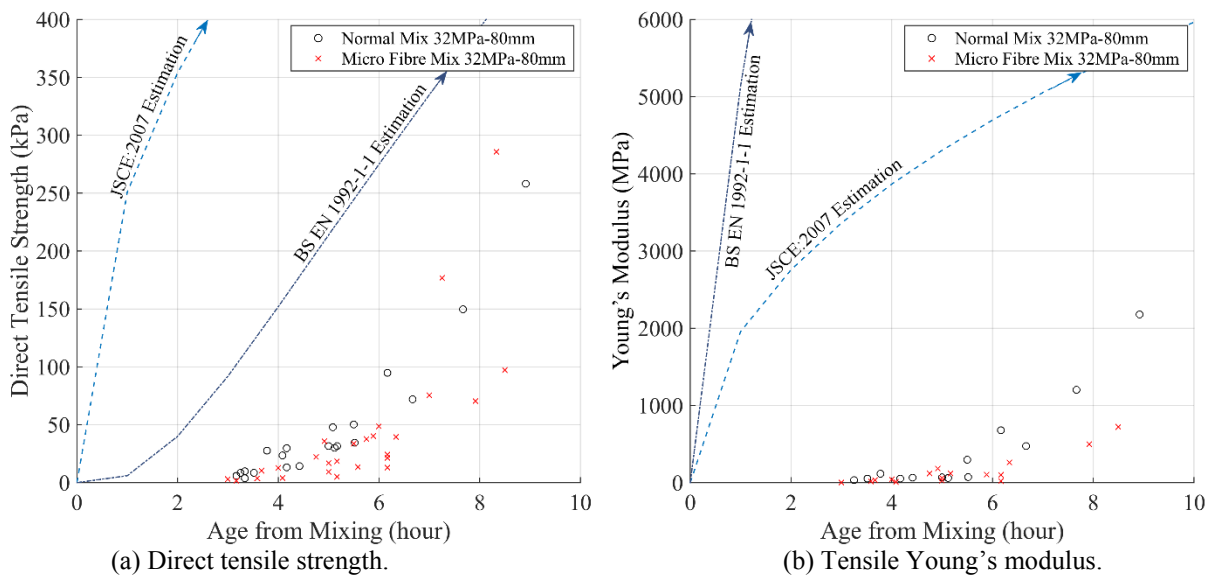 400
350
300
250
200
150
100
50
0
Direct Tensile Strength (kPa)
JSCE:2007 Estimation
BS EN 1992-1-1 Estimation
Normal Mix 32MPa-80mm
Micro Fibre Mix 32MPa-80mm
0 2 4 6 8 10
Age from Mixing (hour)
(a) Direct tensile strength.
6000
5000
4000
3000
2000
1000
0
Young's Modulus (MPa)
BS EN 1992-1-1 Estimation
JSCE:2007 Estimation
Normal Mix 32MPa-80mm
Micro Fibre Mix 32MPa-80mm
0 2 4 6 8 10
Age from Mixing (hour)
(b) Tensile Young's modulus.